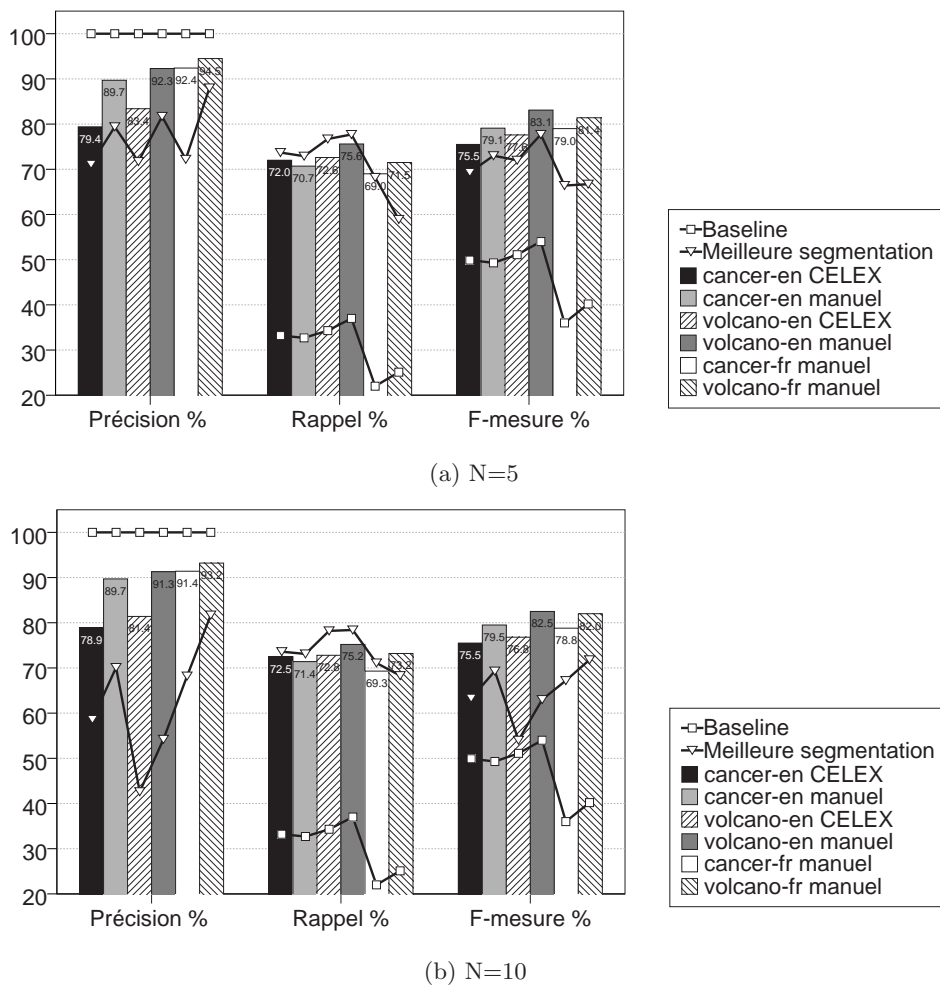 100
90
80
70
60
50
40
30
20
79.4
89.7
83.4
92.3
92.4
94.5
72.0
70.7
72.6
75.6
69.0
71.5
75.5
79.1
77.6
83.1
79.0
81.4
Précision %
Rappel %
F-mesure %
Baseline
Meilleure segmentation
cancer-en CELEX
cancer-en manuel
volcano-en CELEX
volcano-en manuel
cancer-fr manuel
volcano-fr manuel
(a) N=5
100
90
80
70
60
50
40
30
20
78.9
89.7
81.4
91.3
91.4
93.2
72.5
71.4
72.8
75.2
69.3
73.2
75.5
79.5
76.8
82.5
78.8
82.0
Précision %
Rappel %
F-mesure %
Baseline
Meilleure segmentation
cancer-en CELEX
cancer-en manuel
volcano-en CELEX
volcano-en manuel
cancer-fr manuel
volcano-fr manuel
(b) N=10